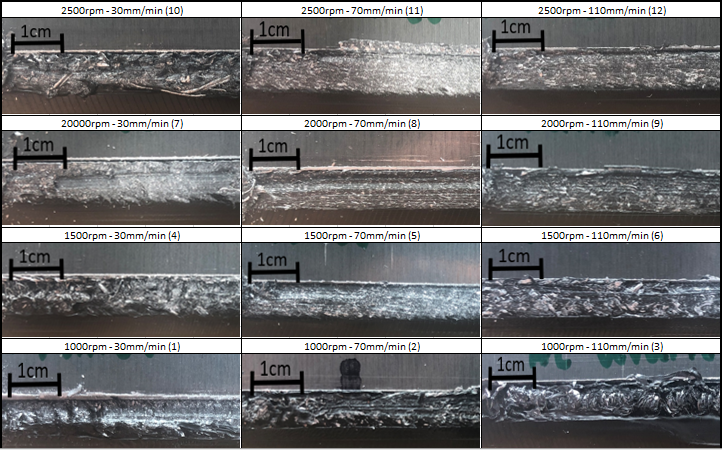 2500rpm - 30mm/min (10) 2500rpm - 70mm/min (11) 2500rpm - 110mm/min (12)
1cm 1cm 1cm
20000rpm - 30mm/min (7) 2000rpm - 70mm/min (8) 2000rpm - 110mm/min (9)
1cm 1cm 1cm
1500rpm - 30mm/min (4) 1500rpm - 70mm/min (5) 1500rpm - 110mm/min (6)
1cm 1cm 1cm
1000rpm - 30mm/min (1) 1000rpm - 70mm/min (2) 1000rpm - 110mm/min (3)
1cm 1cm 1cm